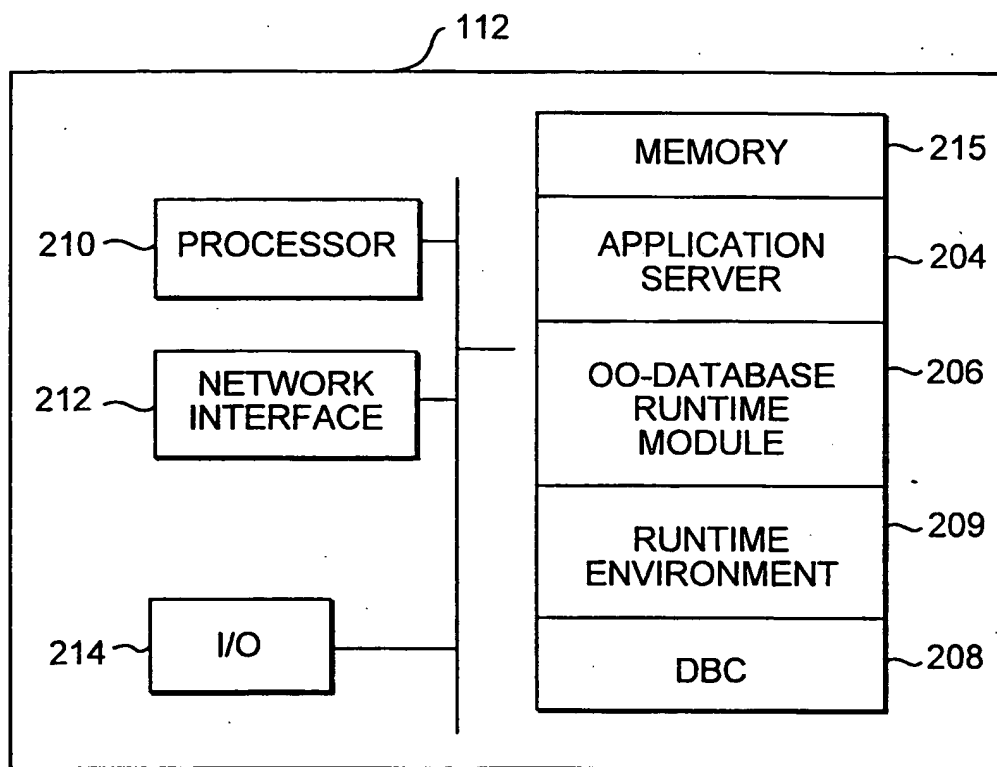 112
210
PROCESSOR
212
NETWORK
INTERFACE
214
I/O
MEMORY
215
APPLICATION
SERVER
204
OO-DATABASE
RUNTIME
MODULE
206
RUNTIME
ENVIRONMENT
209
DBC
208